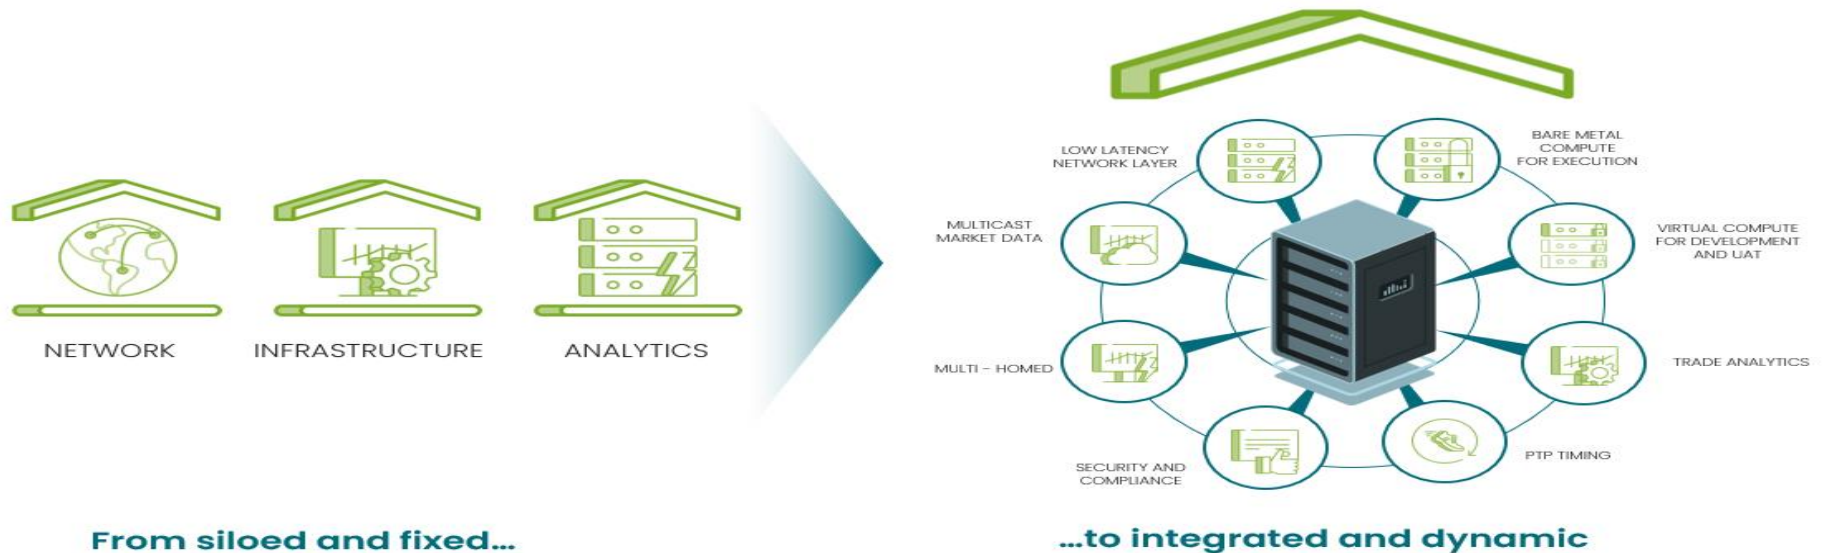 NETWORK
INFRASTRUCTURE
ANALYTICS
From siloed and fixed...
LOW LATENCY
NETWORK LAYER
BARE METAL
COMPUTE
FOR EXECUTION
MULTICAST
MARKET DATA
VIRTUAL COMPUTE
FOR DEVELOPMENT
AND UAT
MULTI - HOMED
TRADE ANALYTICS
SECURITY AND
COMPLIANCE
PTP TIMING
...to integrated and dynamic